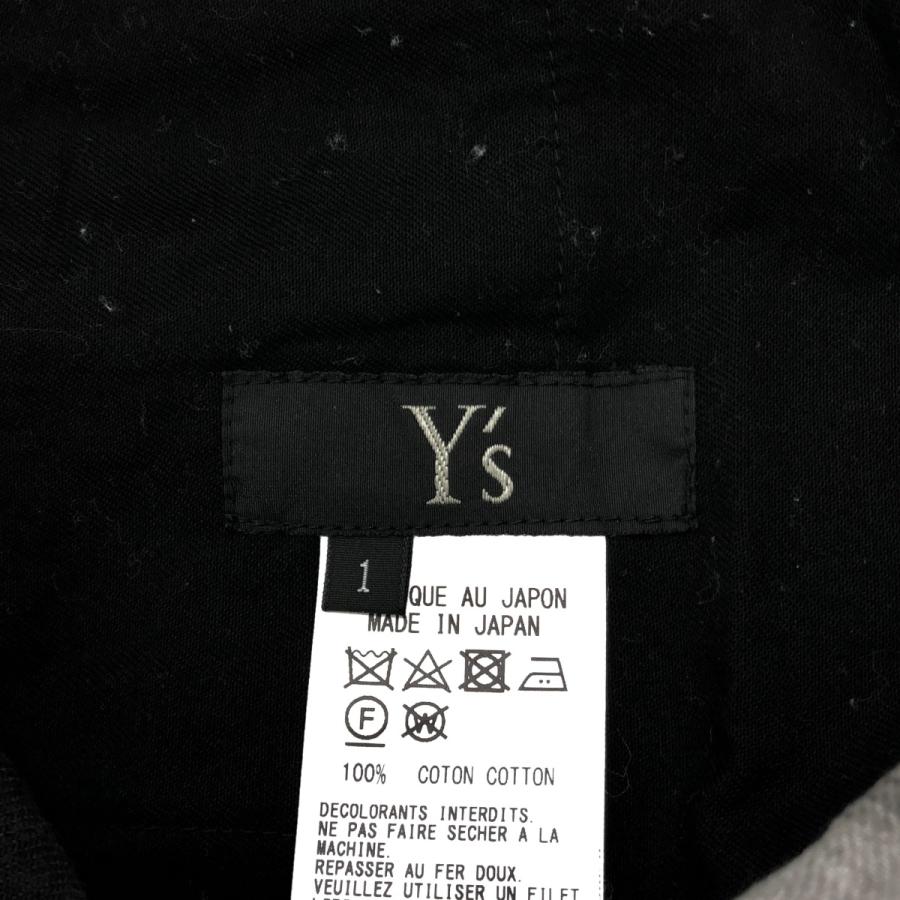 Y's
1
QUE AU JAPON
MADE IN JAPAN
F
W
100% COTON COTTON
DECOLORANTS INTERDITS.
NE PAS FAIRE SECHER A LA
MACHINE.
REPASSER AU FER DOUX.
VEUILLEZ UTILISER UN FILET